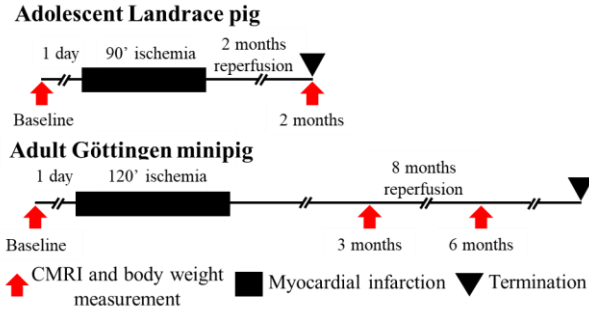 Adolescent Landrace pig
1 day
90’ ischemia
2 months
reperfusion
Baseline
2 months
Adult Göttingen minipig
1 day
120’ ischemia
8 months
reperfusion
Baseline
3 months
6 months
CMRI and body weight
measurement
Myocardial infarction
Termination